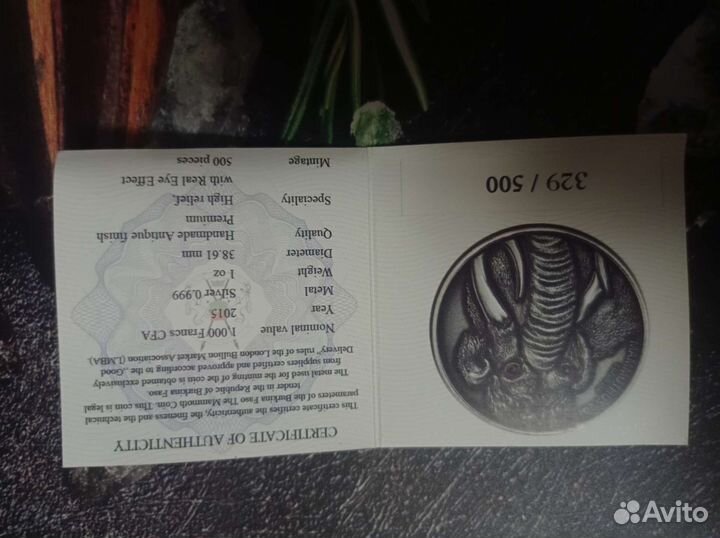 CERTIFICATE OF AUTHENTICITY
This certificate certifies the authenticity, the fineness and the technical
parameters of the Burkina Faso The Mammoth Coin. This coin is legal
tender in the Republic of Burkina Faso.
The metal used for the minting of the coin is obtained exclusively
from suppliers certified and approved according to the „Good
Delivery" rules of the London Bullion Market Association (LMBA).
Nominal value 1,000 Francs CFA
Year 2015
Metal Silver 0.999
Weight 1 oz
Diameter 38.61 mm
Quality Handmade Antique finish
Premium
Speciality High relief,
with Real Eye Effect
Mintage 500 pieces
329 / 500
Avito